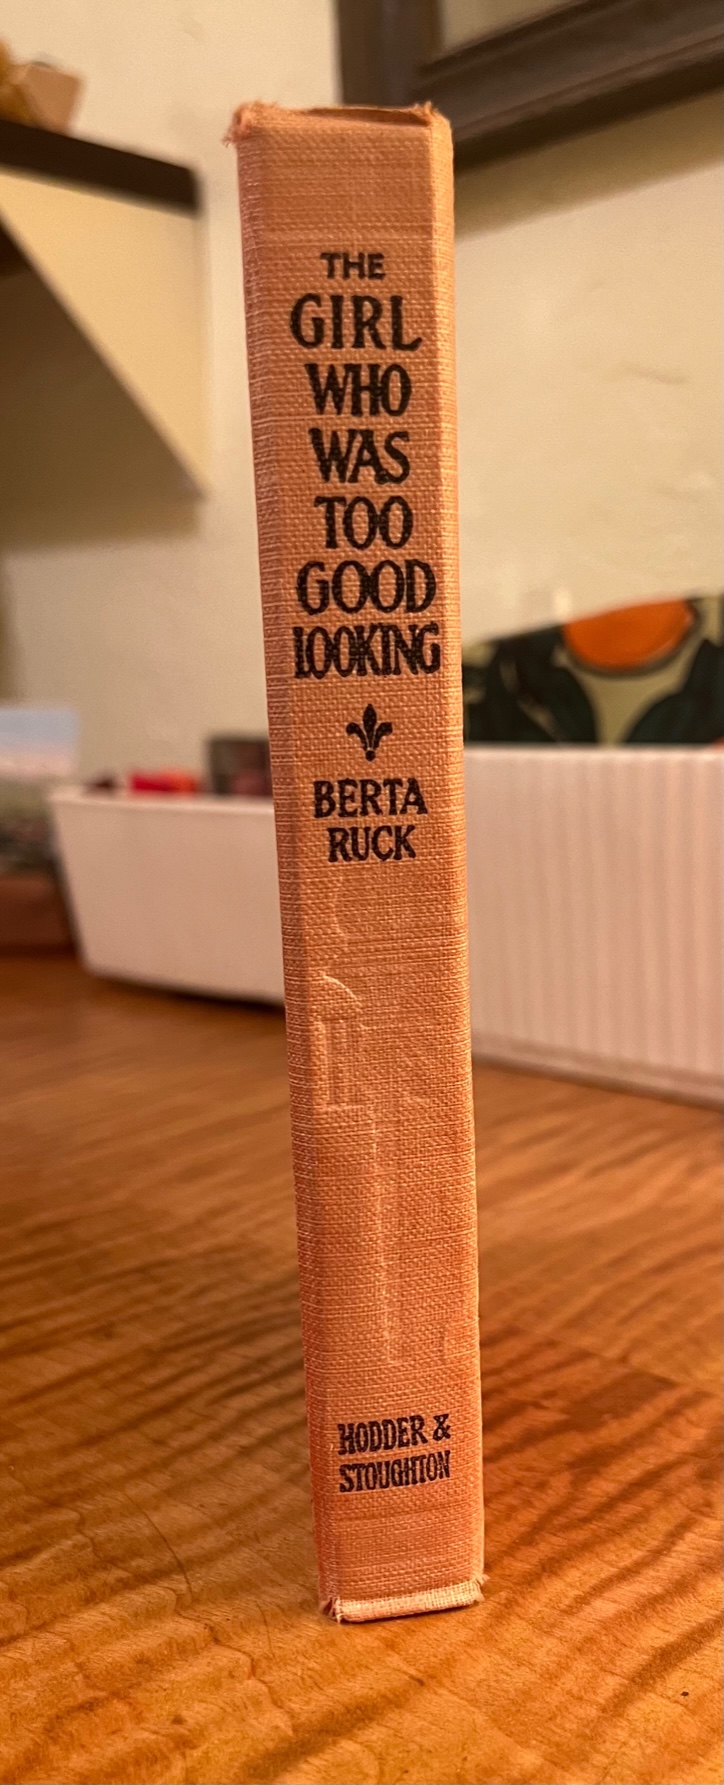 THE
GIRL
WHO
WAS
TOO
GOOD
LOOKING
BERTA
RUCK
HODDER &
STOUGHTON